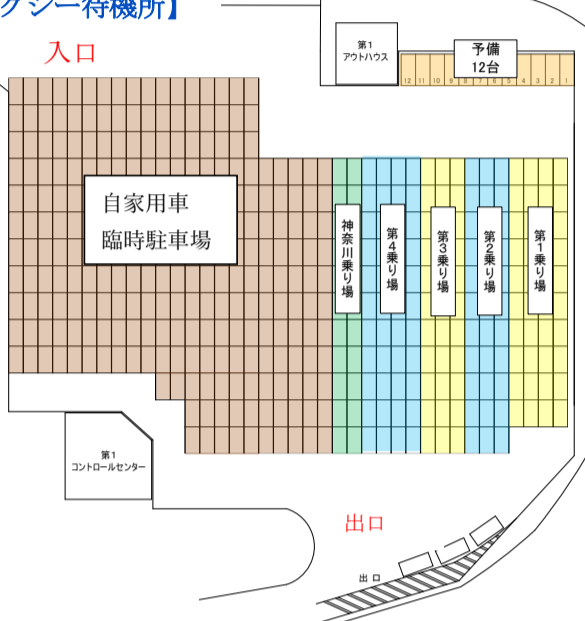 クシー待機所】
入口
第1
アウトハウス
予備
12台
12 11 10 9 8 7 6 5 4 3 2 1
自家用車
臨時駐車場
神奈川乗り場
第4乗り場
第3乗り場
第2乗り場
第1乗り場
第1
コントロールセンター
出口
出口